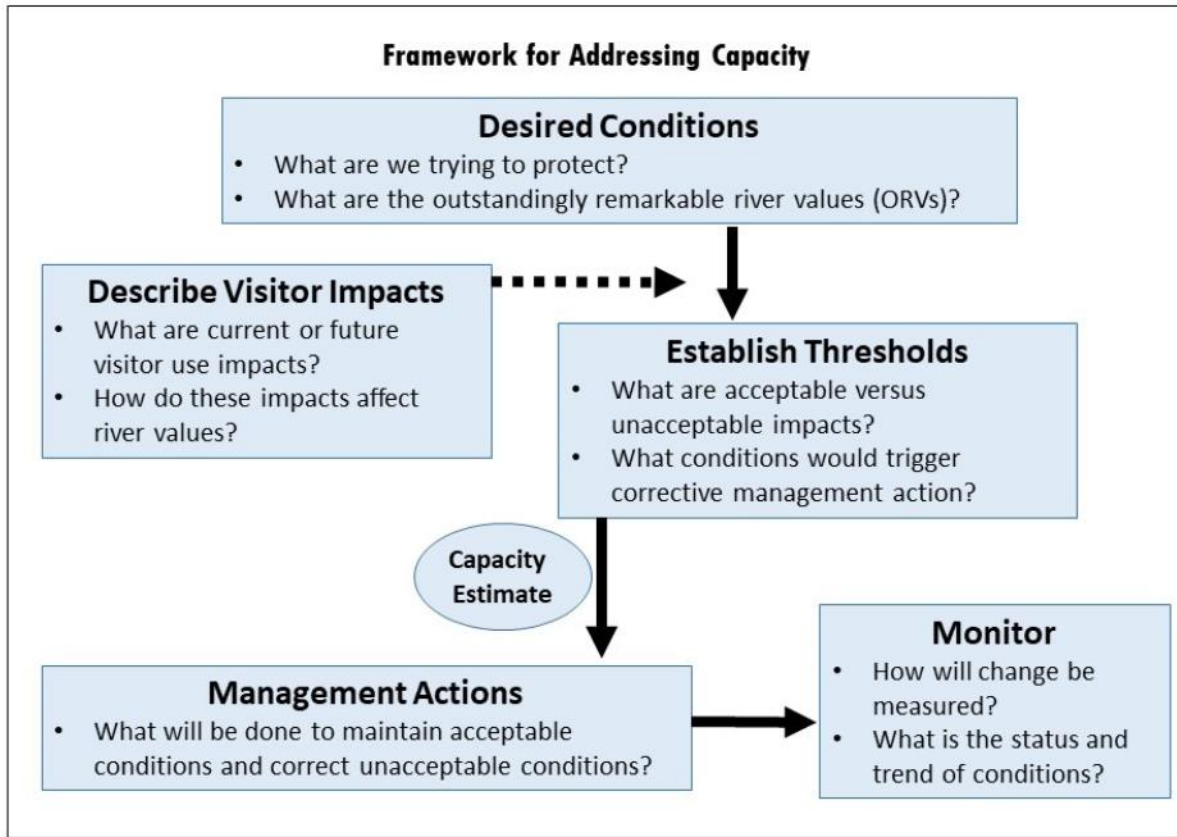 Framework for Addressing Capacity
Desired Conditions
• What are we trying to protect?
• What are the outstandingly remarkable river values (ORVs)?
Describe Visitor Impacts
• What are current or future
visitor use impacts?
• How do these impacts affect
river values?
Establish Thresholds
• What are acceptable versus
unacceptable impacts?
• What conditions would trigger
corrective management action?
Capacity
Estimate
Management Actions
• What will be done to maintain acceptable
conditions and correct unacceptable conditions?
Monitor
• How will change be
measured?
• What is the status and
trend of conditions?